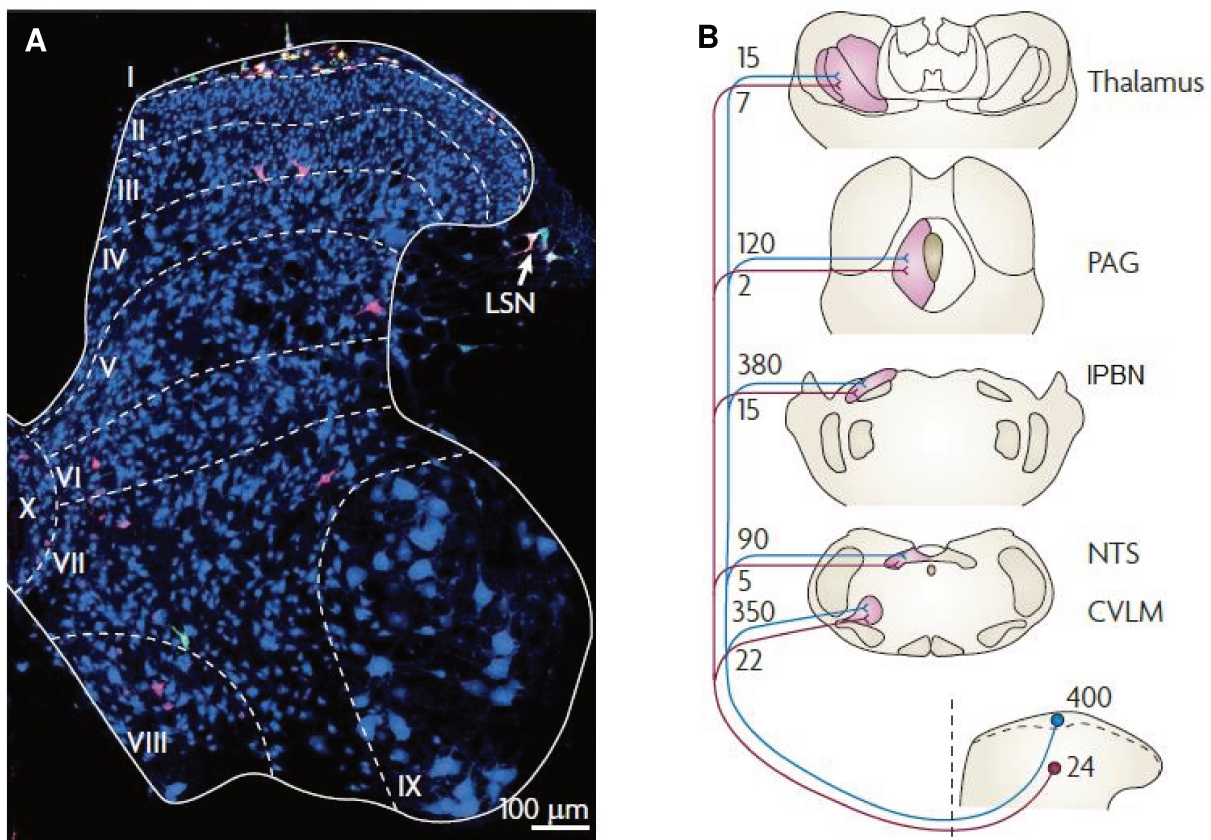 A
I
II
III
IV
LSN
V
VI
X
VII
VIII
IX
100 µm
B
15
7
Thalamus
120
2
PAG
380
15
lPBN
90
5
NTS
350
22
CVLM
400
24